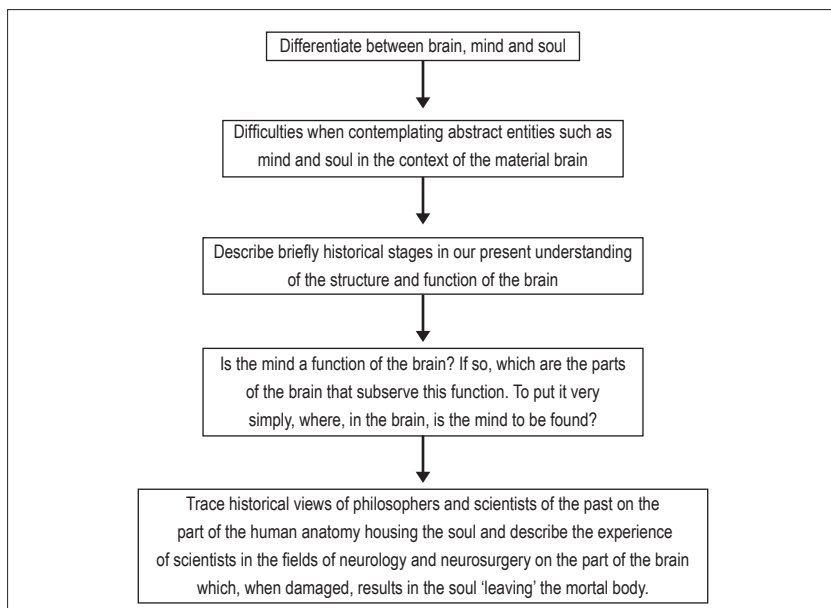 Differentiate between brain, mind and soul
Difficulties when contemplating abstract entities such as
mind and soul in the context of the material brain
Describe briefly historical stages in our present understanding
of the structure and function of the brain
Is the mind a function of the brain? If so, which are the parts
of the brain that subserve this function. To put it very
simply, where, in the brain, is the mind to be found?
Trace historical views of philosophers and scientists of the past on the
part of the human anatomy housing the soul and describe the experience
of scientists in the fields of neurology and neurosurgery on the part of the brain
which, when damaged, results in the soul ‘leaving’ the mortal body.